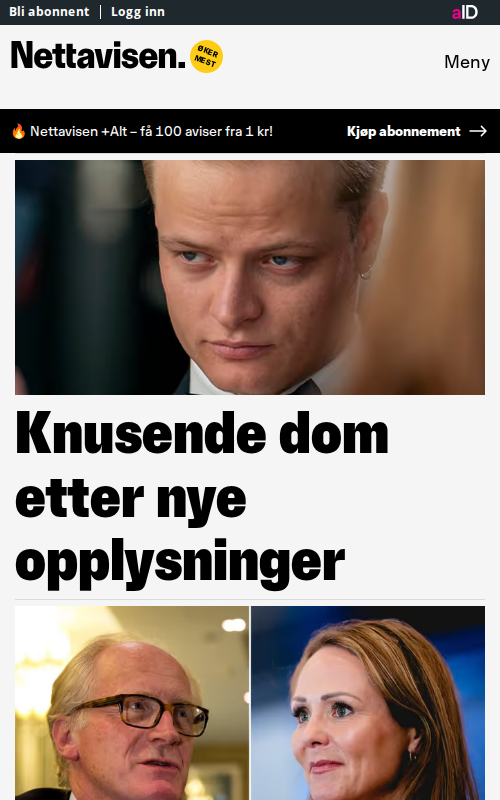 Bli abonnent
Logg inn
aID
Nettavisen.
ØKER
MEST
Meny
🔥 Nettavisen +Alt – få 100 aviser fra 1 kr!
Kjøp abonnement →
Knusende dom
etter nye
opplysninger